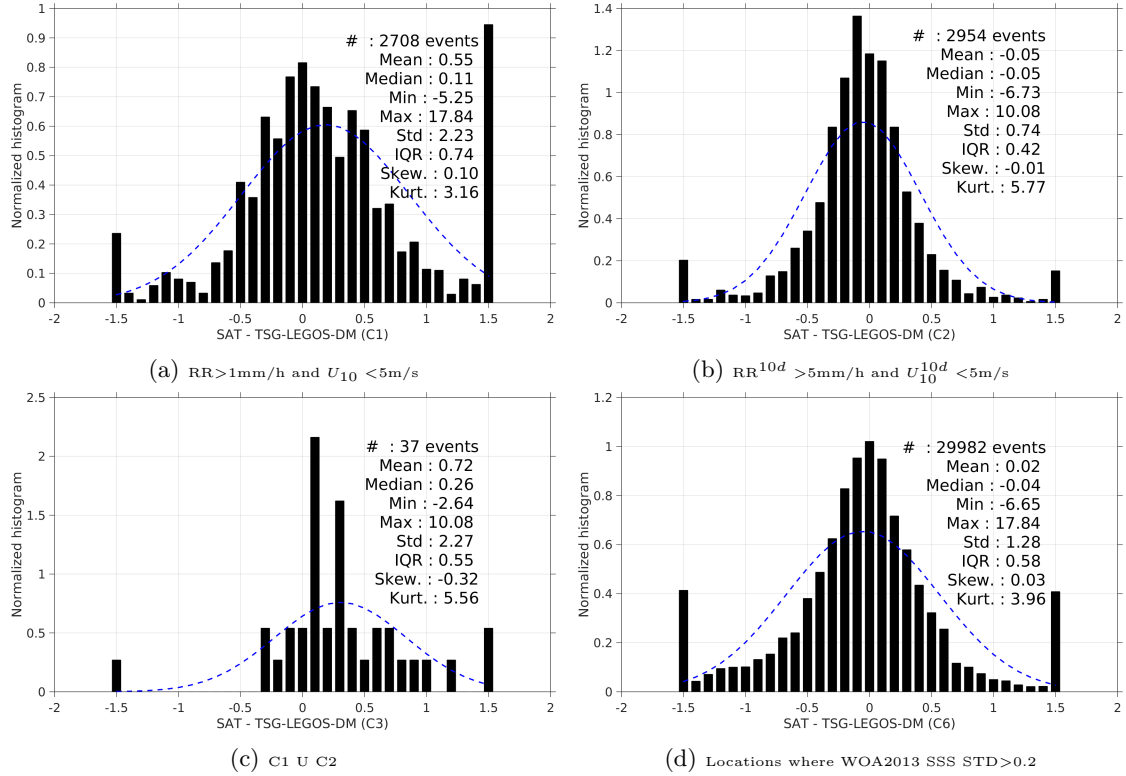 1
0.9
0.8
0.7
0.6
0.5
0.4
0.3
0.2
0.1
0
Normalized histogram
# : 2708 events
Mean : 0.55
Median : 0.11
Min : -5.25
Max : 17.84
Std : 2.23
IQR : 0.74
Skew. : 0.10
Kurt. : 3.16
-2 -1.5 -1 -0.5 0 0.5 1 1.5 2
SAT - TSG-LEGOS-DM (C1)
(a) RR>1mm/h and U10 <5m/s
1.4
1.2
1
0.8
0.6
0.4
0.2
0
Normalized histogram
# : 2954 events
Mean : -0.05
Median : -0.05
Min : -6.73
Max : 10.08
Std : 0.74
IQR : 0.42
Skew. : -0.01
Kurt. : 5.77
-2 -1.5 -1 -0.5 0 0.5 1 1.5 2
SAT - TSG-LEGOS-DM (C2)
(b) RR10d >5mm/h and U10 10d <5m/s
2.5
2
1.5
1
0.5
0
Normalized histogram
# : 37 events
Mean : 0.72
Median : 0.26
Min : -2.64
Max : 10.08
Std : 2.27
IQR : 0.55
Skew. : -0.32
Kurt. : 5.56
-2 -1.5 -1 -0.5 0 0.5 1 1.5 2
SAT - TSG-LEGOS-DM (C3)
(c) C1 U C2
1.2
1
0.8
0.6
0.4
0.2
0
Normalized histogram
# : 29982 events
Mean : 0.02
Median : -0.04
Min : -6.65
Max : 17.84
Std : 1.28
IQR : 0.58
Skew. : 0.03
Kurt. : 3.96
-2 -1.5 -1 -0.5 0 0.5 1 1.5 2
SAT - TSG-LEGOS-DM (C6)
(d) Locations where WOA2013 SSS STD>0.2